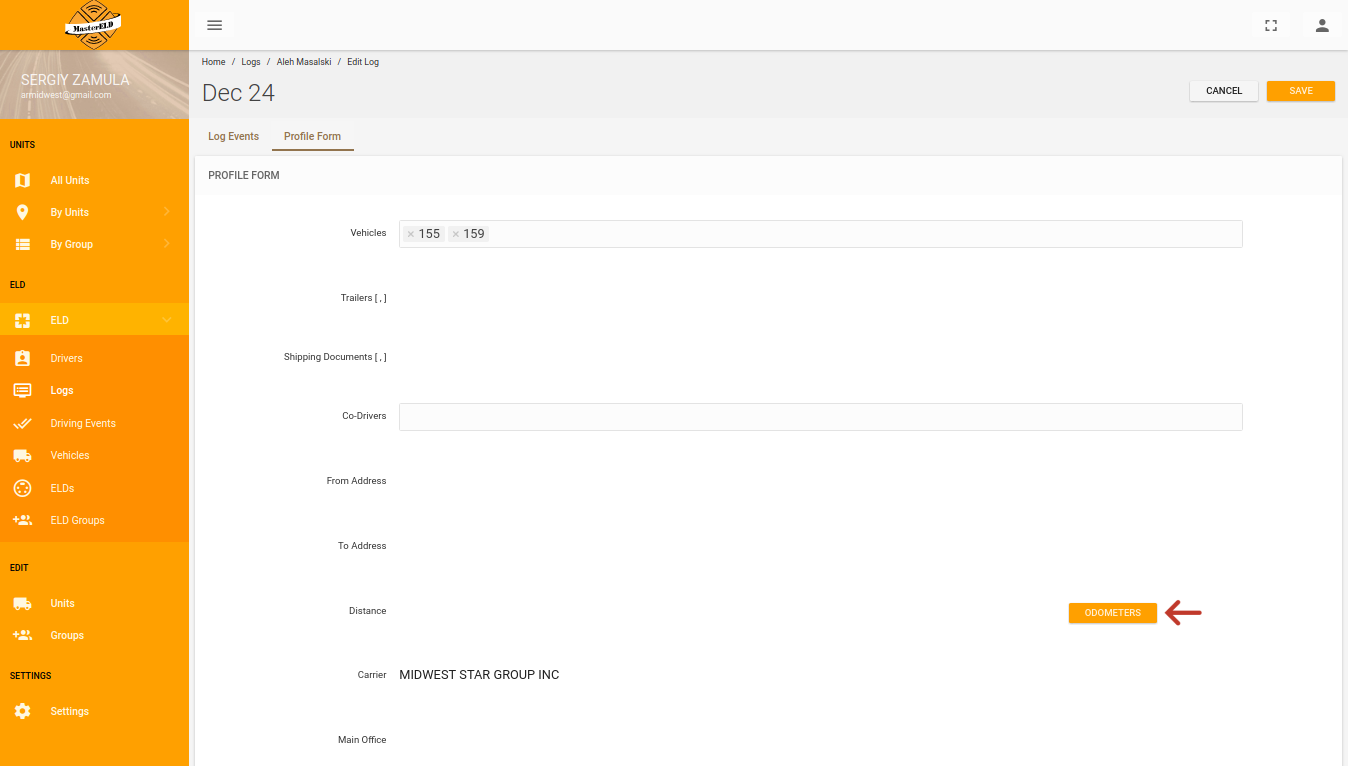 MasterELD
SERGIY ZAMULA
armidwest@gmail.com
UNITS
All Units
By Units
By Group
ELD
ELD
Drivers
Logs
Driving Events
Vehicles
ELDs
ELD Groups
EDIT
Units
Groups
SETTINGS
Settings
Home / Logs / Aleh Masalski / Edit Log
Dec 24
CANCEL SAVE
Log Events Profile Form
PROFILE FORM
Vehicles × 155 × 159
Trailers [ , ]
Shipping Documents [ , ]
Co-Drivers
From Address
To Address
Distance ODOMETERS
Carrier MIDWEST STAR GROUP INC
Main Office